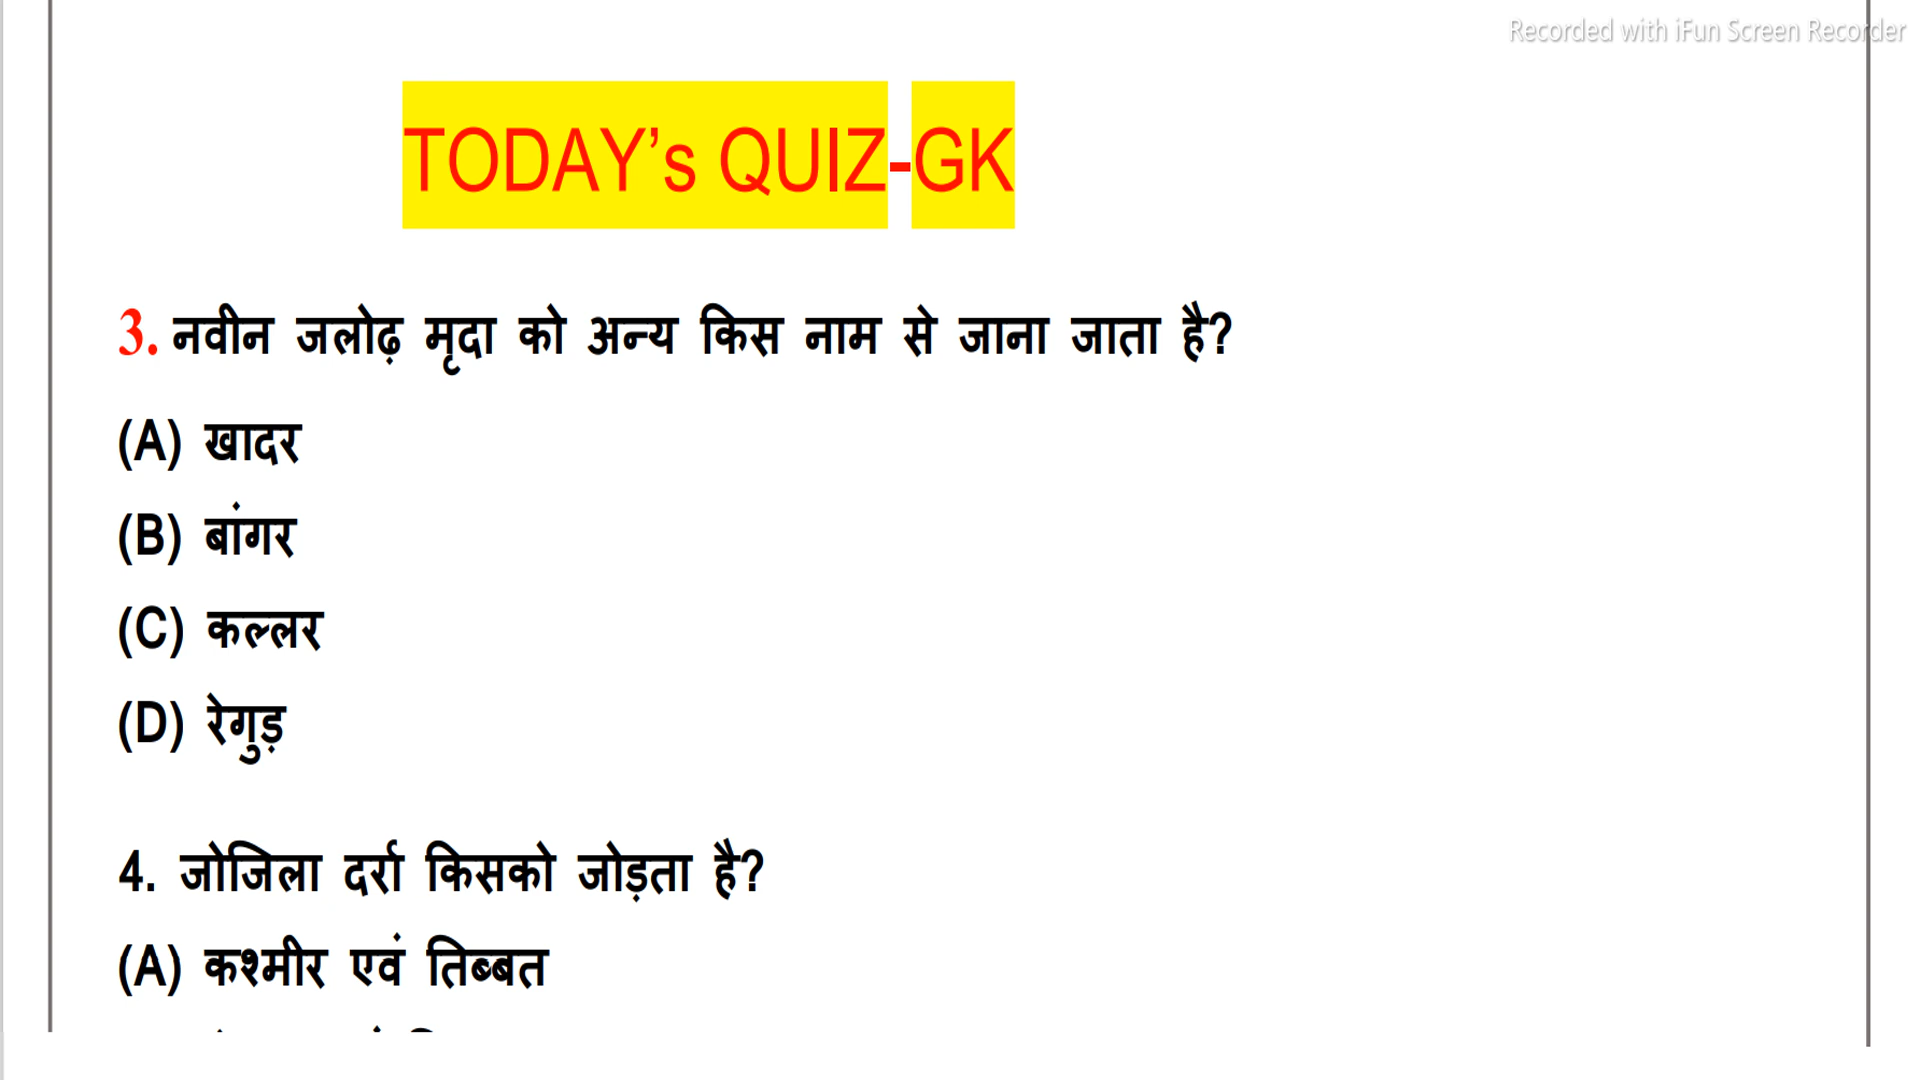 Recorded with iFun Screen Recorder
TODAY’s QUIZ-GK
3. नवीन जलोढ़ मृदा को अन्य किस नाम से जाना जाता है?
(A) खादर
(B) बांगर
(C) कल्लर
(D) रेगुड़
4. जोजिला दर्रा किसको जोड़ता है?
(A) कश्मीर एवं तिब्बत